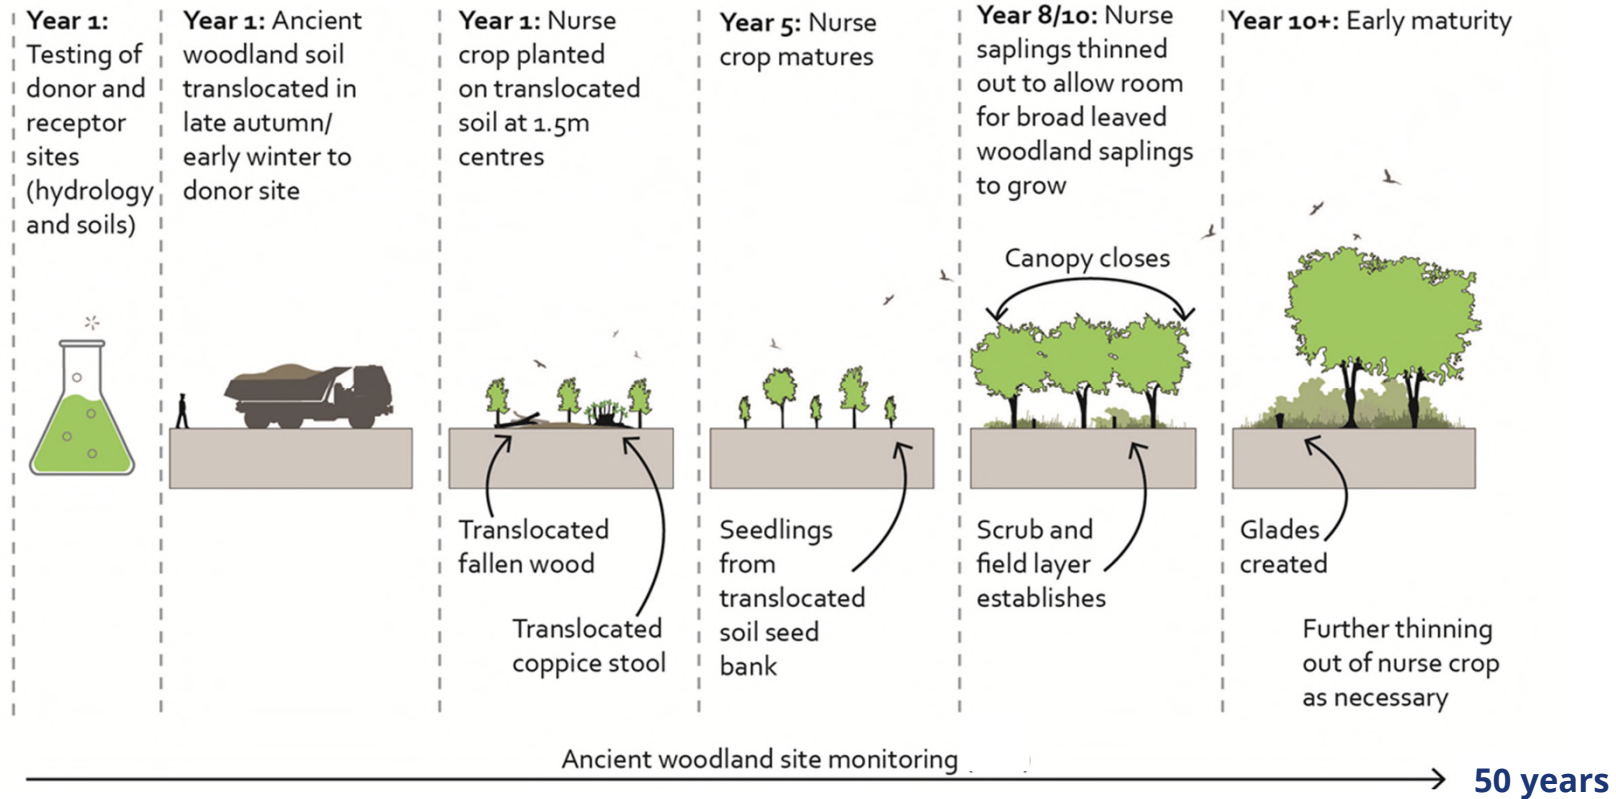 Year 1:
Testing of
donor and
receptor
sites
(hydrology
and soils)
Year 1: Ancient
woodland soil
translocated in
late autumn/
early winter to
donor site
Year 1: Nurse
crop planted
on translocated
soil at 1.5m
centres
Translocated
fallen wood
Translocated
coppice stool
Year 5: Nurse
crop matures
Seedlings
from
translocated
soil seed
bank
Year 8/10: Nurse
saplings thinned
out to allow room
for broad leaved
woodland saplings
to grow
Canopy closes
Scrub and
field layer
establishes
Year 10+: Early maturity
Glades
created
Further thinning
out of nurse crop
as necessary
Ancient woodland site monitoring
50 years